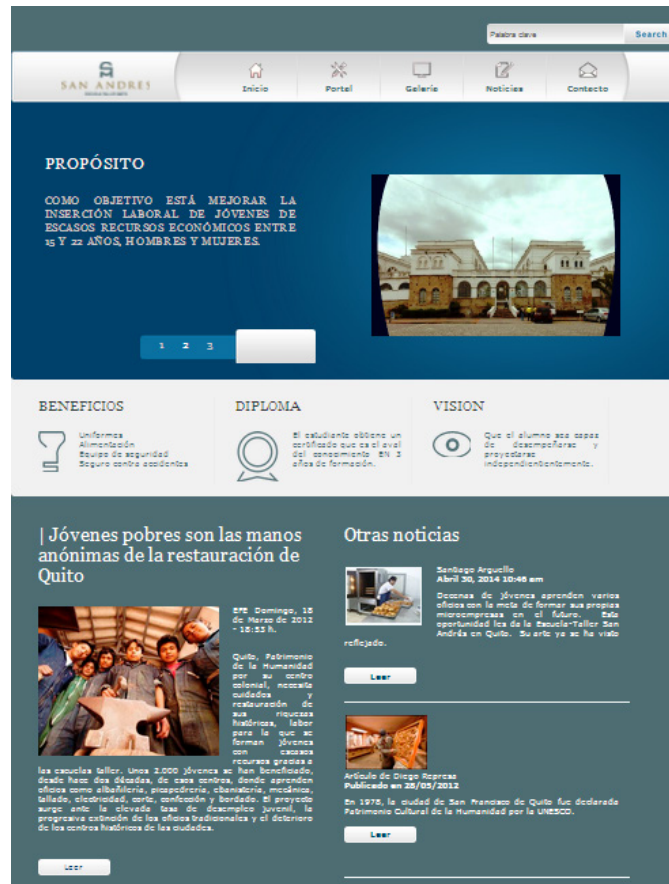 Palabra clave
Search
SAN ANDRES
Inicio
Portal
Galeria
Noticias
Contacto
PROPÓSITO
COMO OBJETIVO ESTÁ MEJORAR LA
INSERCIÓN LABORAL DE JÓVENES DE
ESCASOS RECURSOS ECONÓMICOS ENTRE
15 Y 22 AÑOS, HOMBRES Y MUJERES.
1 2 3
BENEFICIOS
Uniformes
Alimentación
Equipo de seguridad
Seguro contra accidentes
DIPLOMA
El estudiante obtiene un
certificado que es el aval
del conocimiento EN 3
años de formación.
VISION
Que el alumno sea capas
de desempeñarse y
proyectarse
independientemente.
| Jóvenes pobres son las manos
anónimas de la restauración de
Quito
EFE Domingo, 18
de Marzo de 2012
- 18:53 h.
Quito, Patrimonio
de la Humanidad
por su centro
colonial, necesita
cuidados y
restauración de
sus riquezas
históricas, labor
para la que se
forman jóvenes
con escasos
recursos gracias a
las escuelas taller. Unos 2.000 jóvenes se han beneficiado,
desde hace dos décadas, de esos centros, donde aprenden
oficios como albañilería, picapedrería, ebanistería, mecánica,
tallado, electricidad, corte, confección y bordado. El proyecto
surge ante la elevada tasa de desempleo juvenil, la
progresiva extinción de los oficios tradicionales y el deterioro
de los centros históricos de las ciudades.
Leer
Otras noticias
Santiago Arguello
Abril 30, 2014 10:46 am
Decenas de jóvenes aprenden varios
oficios con la meta de formar sus propias
microempresas en el futuro. Esta
oportunidad les da la Escuela-Taller San
Andrés en Quito. Su arte ya se ha visto
reflejado.
Leer
Artículo de Diego Represa
Publicado en 28/05/2012
En 1978, la ciudad de San Francisco de Quito fue declarada
Patrimonio Cultural de la Humanidad por la UNESCO.
Leer